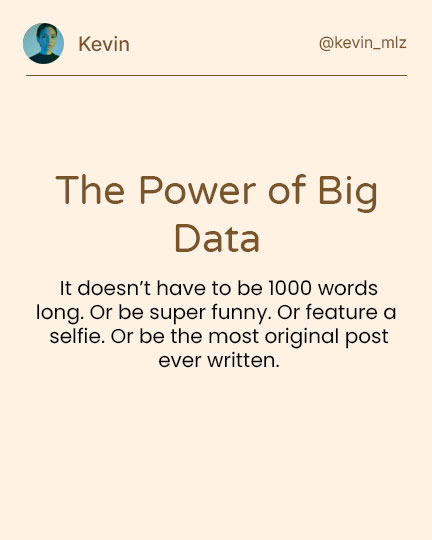 Kevin
@kevin_mlz
The Power of Big
Data
It doesn’t have to be 1000 words
long. Or be super funny. Or feature a
selfie. Or be the most original post
ever written.